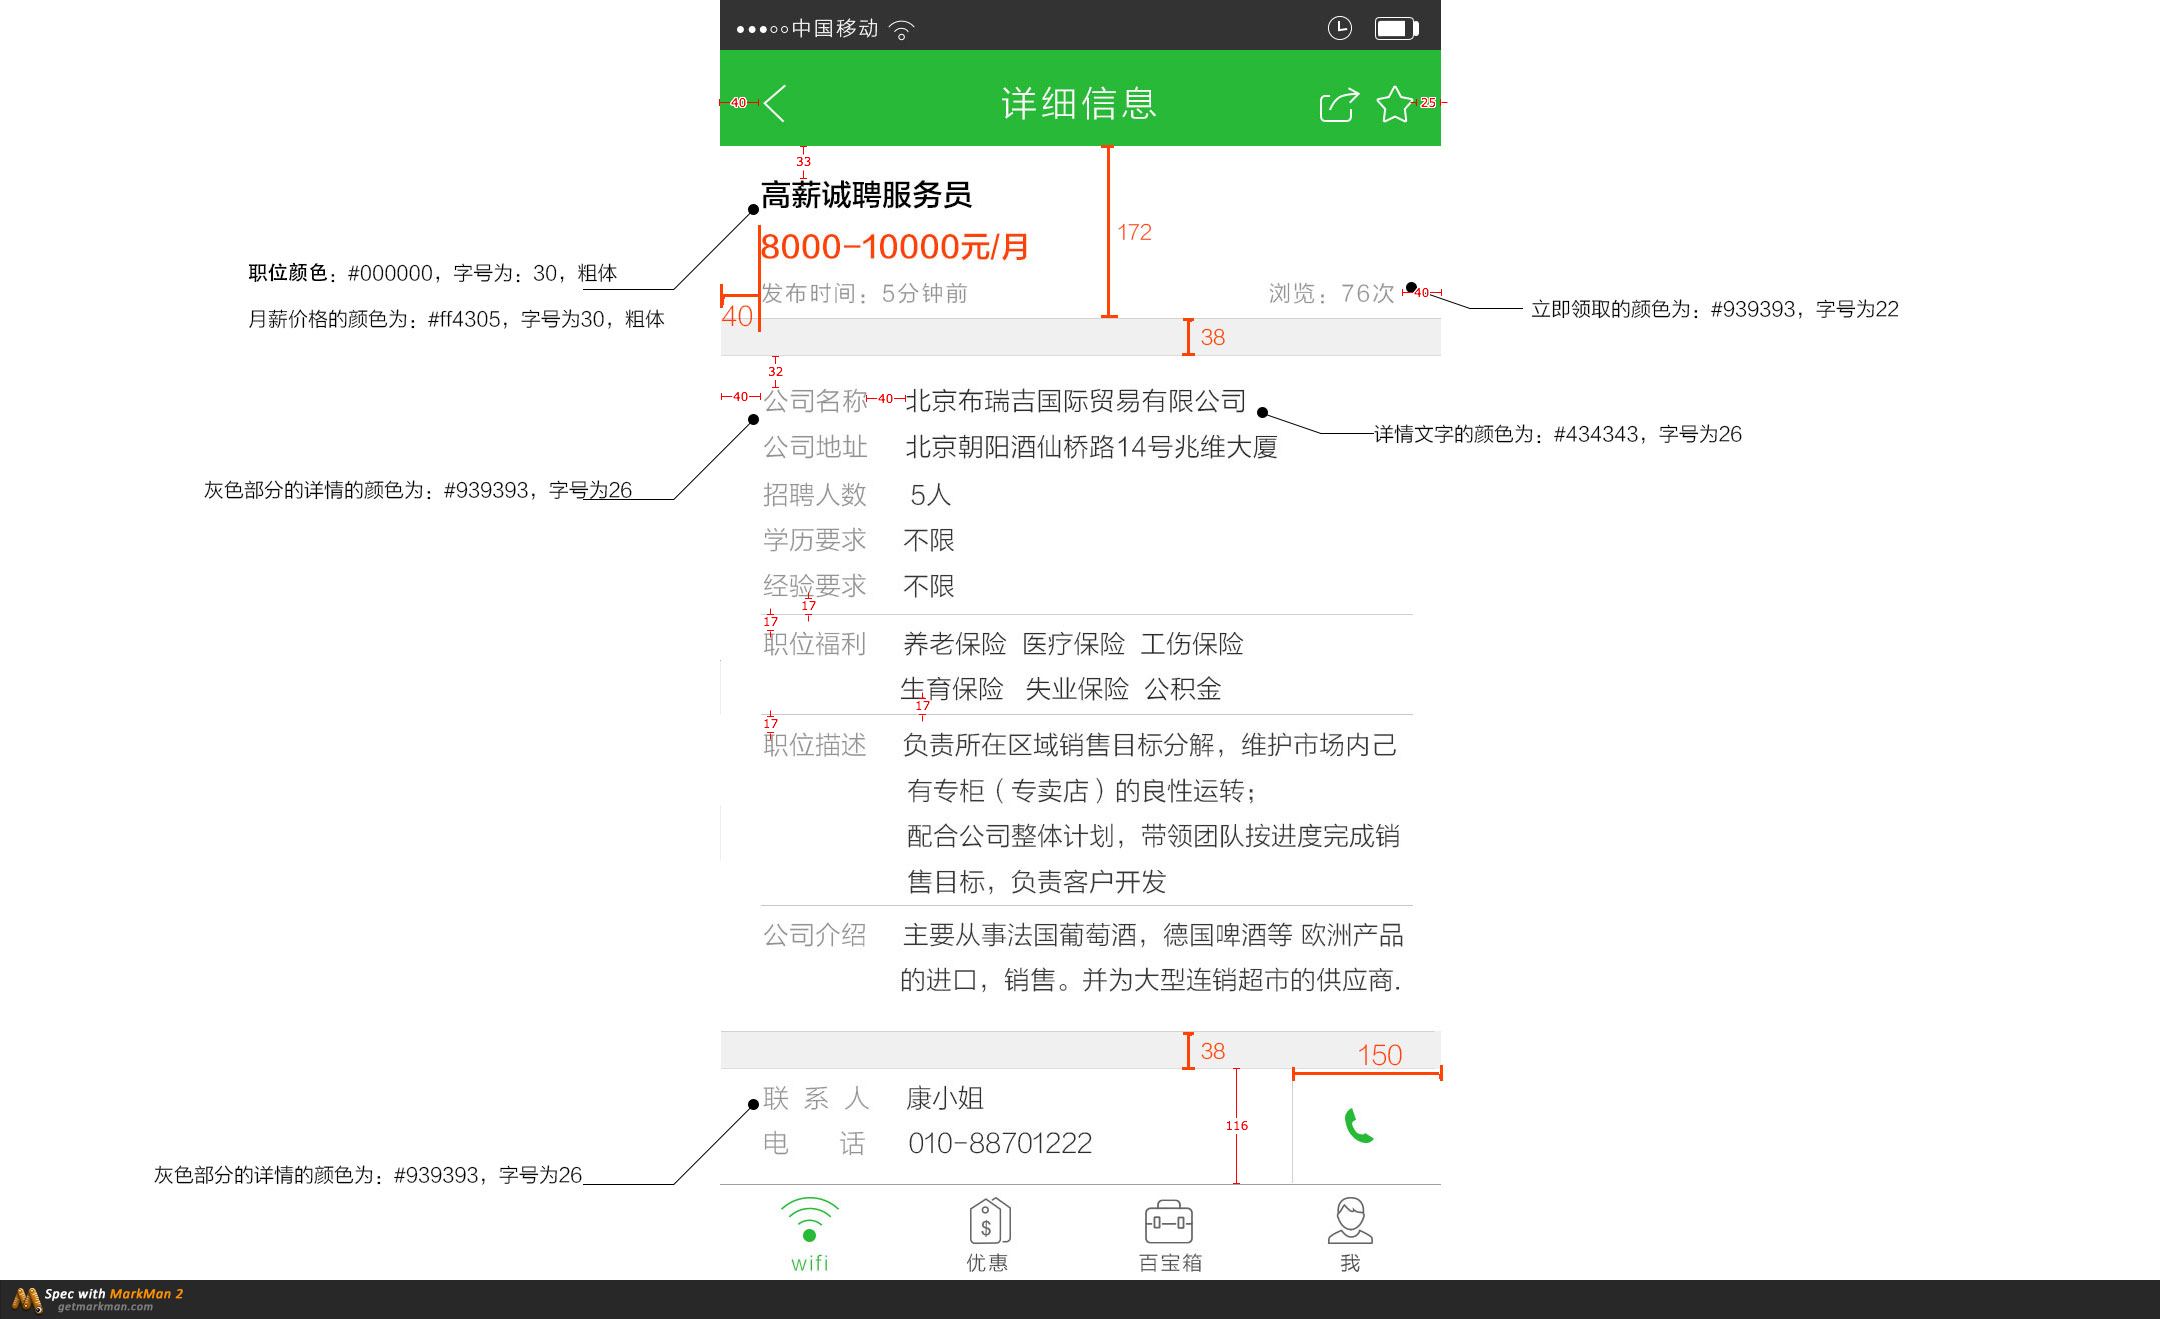 中国移动
40
详细信息
25
33
高薪诚聘服务员
8000-10000元/月
172
职位颜色：#000000，字号为：30，粗体
月薪价格的颜色为：#ff4305，字号为30，粗体
40
发布时间：5分钟前
浏览：76次
40
立即领取的颜色为：#939393，字号为22
38
32
40
公司名称
40
北京布瑞吉国际贸易有限公司
详情文字的颜色为：#434343，字号为26
公司地址 北京朝阳酒仙桥路14号兆维大厦
灰色部分的详情的颜色为：#939393，字号为26
招聘人数 5人
学历要求 不限
经验要求 不限
17
17
职位福利 养老保险 医疗保险 工伤保险
生育保险 失业保险 公积金
17
17
职位描述 负责所在区域销售目标分解，维护市场内己
有专柜（专卖店）的良性运转；
配合公司整体计划，带领团队按进度完成销
售目标，负责客户开发
公司介绍 主要从事法国葡萄酒，德国啤酒等 欧洲产品
的进口，销售。并为大型连销超市的供应商.
38
150
联 系 人 康小姐
116
电 话 010-88701222
灰色部分的详情的颜色为：#939393，字号为26
wifi 优惠 百宝箱 我
Spec with MarkMan 2
getmarkman.com